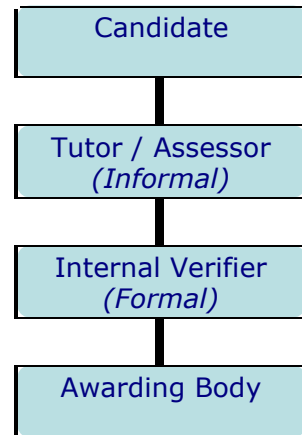 Candidate
Tutor / Assessor
(Informal)
Internal Verifier
(Formal)
Awarding Body